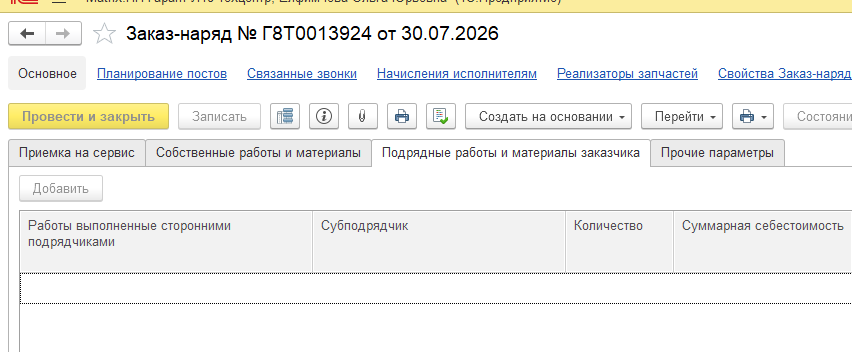 Заказ-наряд № Г8Т0013924 от 30.07.2026
Основное Планирование постов Связанные звонки Начисления исполнителям Реализаторы запчастей Свойства Заказ-наряд
Провести и закрыть Записать Создать на основании Перейти Состояни
Приемка на сервис Собственные работы и материалы Подрядные работы и материалы заказчика Прочие параметры
Добавить
Работы выполненные сторонними подрядчиками Субподрядчик Количество Суммарная себестоимость